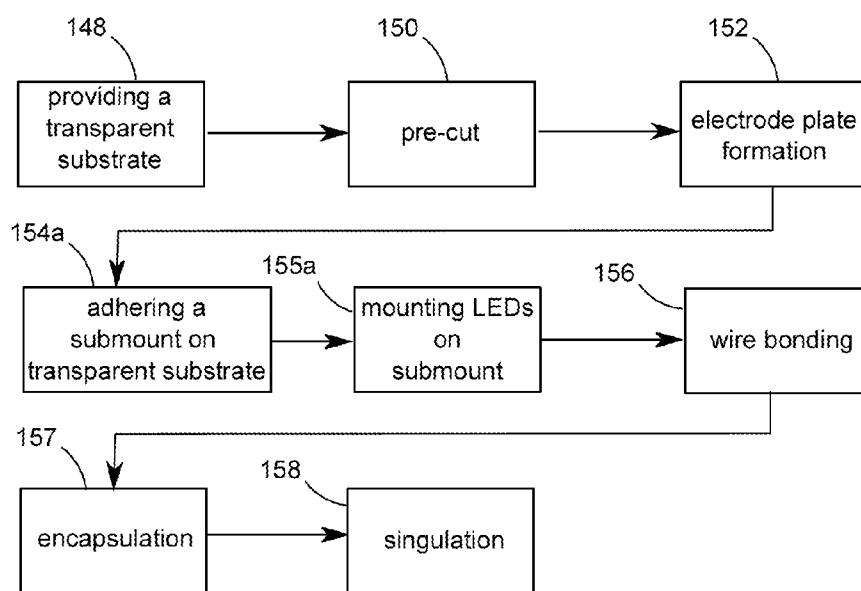 148
150
152
providing a
transparent
substrate
pre-cut
electrode plate
formation
154a
155a
156
adhering a
submount on
transparent substrate
mounting LEDs
on
submount
wire bonding
157
158
encapsulation
singulation